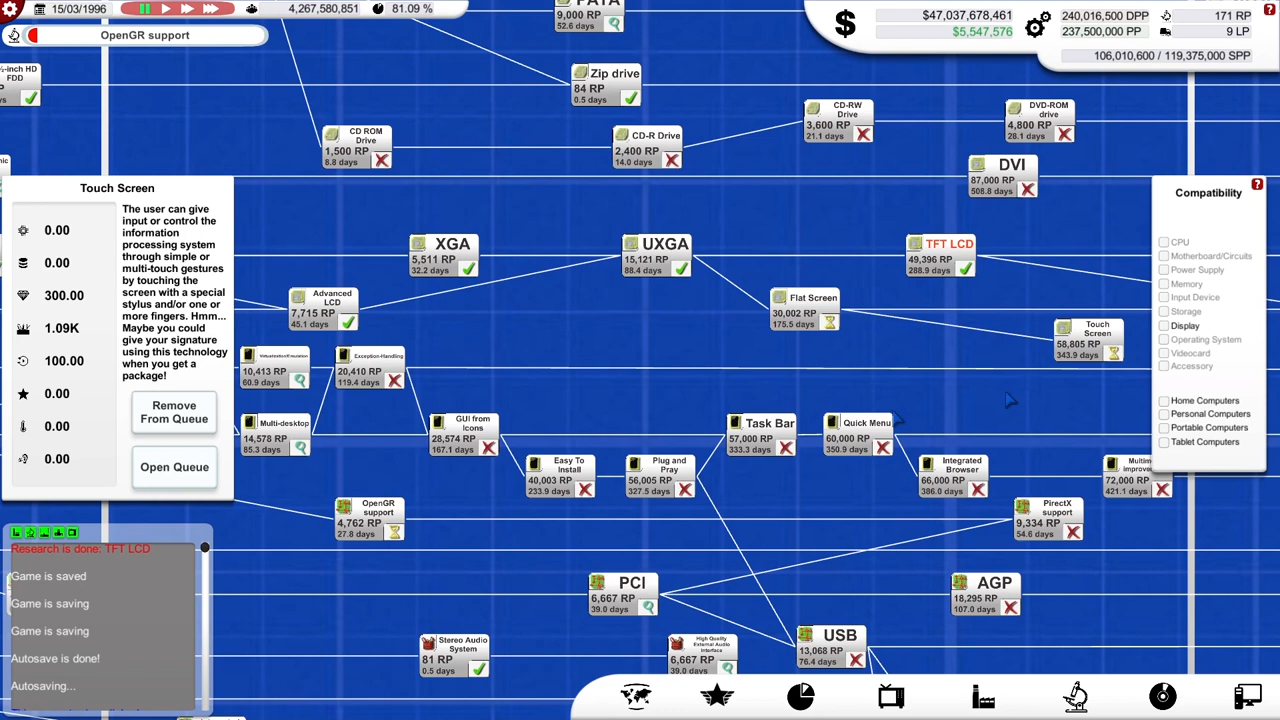 15/03/1996
4,267,580,851
81.09 %
$47,037,678,461
$5,547,576
240,016,500 DPP
237,500,000 PP
171 RP
9 LP
106,010,600 / 119,375,000 SPP
OpenGR support
9,000 RP
52.6 days
HD
FDD
Zip drive
84 RP
0.5 days
CD ROM
Drive
1,500 RP
8.8 days
CD-R Drive
2,400 RP
14.0 days
CD-RW
Drive
3,600 RP
21.1 days
DVD-ROM
drive
4,800 RP
28.1 days
DVI
87,000 RP
508.8 days
Touch Screen
0.00
0.00
300.00
1.09K
100.00
0.00
0.00
0.00
The user can give
input or control the
information
processing system
through simple or
multi-touch gestures
by touching the
screen with a special
stylus and/or one or
more fingers. Hmm...
Maybe you could
give your signature
using this technology
when you get a
package!
Remove
From Queue
Open Queue
XGA
5,511 RP
32.2 days
UXGA
15,121 RP
88.4 days
TFT LCD
49,396 RP
288.9 days
Advanced
LCD
7,715 RP
45.1 days
Flat Screen
30,002 RP
175.5 days
Touch
Screen
58,805 RP
343.9 days
10,413 RP
60.9 days
Exception-Handling
20,410 RP
119.4 days
Multi-desktop
14,578 RP
85.3 days
GUI from
Icons
28,574 RP
167.1 days
Task Bar
57,000 RP
333.3 days
Quick Menu
60,000 RP
350.9 days
Easy To
Install
40,003 RP
233.9 days
Plug and
Pray
56,005 RP
327.5 days
Integrated
Browser
66,000 RP
386.0 days
72,000 RP
421.1 days
OpenGR
support
4,762 RP
27.8 days
PirectX
support
9,334 RP
54.6 days
PCI
6,667 RP
39.0 days
AGP
18,295 RP
107.0 days
Stereo Audio
System
81 RP
0.5 days
High Quality
External Audio
Interface
6,667 RP
39.0 days
USB
13,068 RP
76.4 days
Compatibility
CPU
Motherboard/Circuits
Power Supply
Memory
Input Device
Storage
Display
Operating System
Videocard
Accessory
Home Computers
Personal Computers
Portable Computers
Tablet Computers
Research is done: TFT LCD
Game is saved
Game is saving
Game is saving
Autosave is done!
Autosaving...